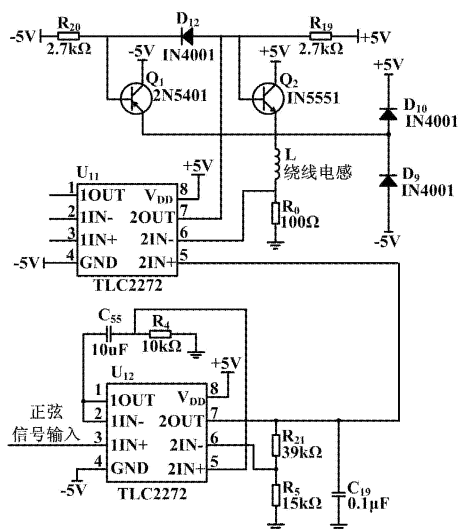 -5V R20 2.7kΩ D12 IN4001 R19 2.7kΩ +5V
-5V +5V +5V
Q1 2N5401 Q2 IN5551
D10 IN4001
L 绕线电感
D9 IN4001
-5V
R0 100Ω
U11 +5V
1 1OUT VDD 8
2 1IN- 2OUT 7
3 1IN+ 2IN- 6
-5V 4 GND 2IN+ 5
TLC2272
C55 10uF R4 10kΩ
U12 +5V
1 1OUT VDD 8
2 1IN- 2OUT 7
3 1IN+ 2IN- 6
4 GND 2IN+ 5
正弦
信号输入
-5V
TLC2272
R21 39kΩ
R5 15kΩ
C19 0.1μF